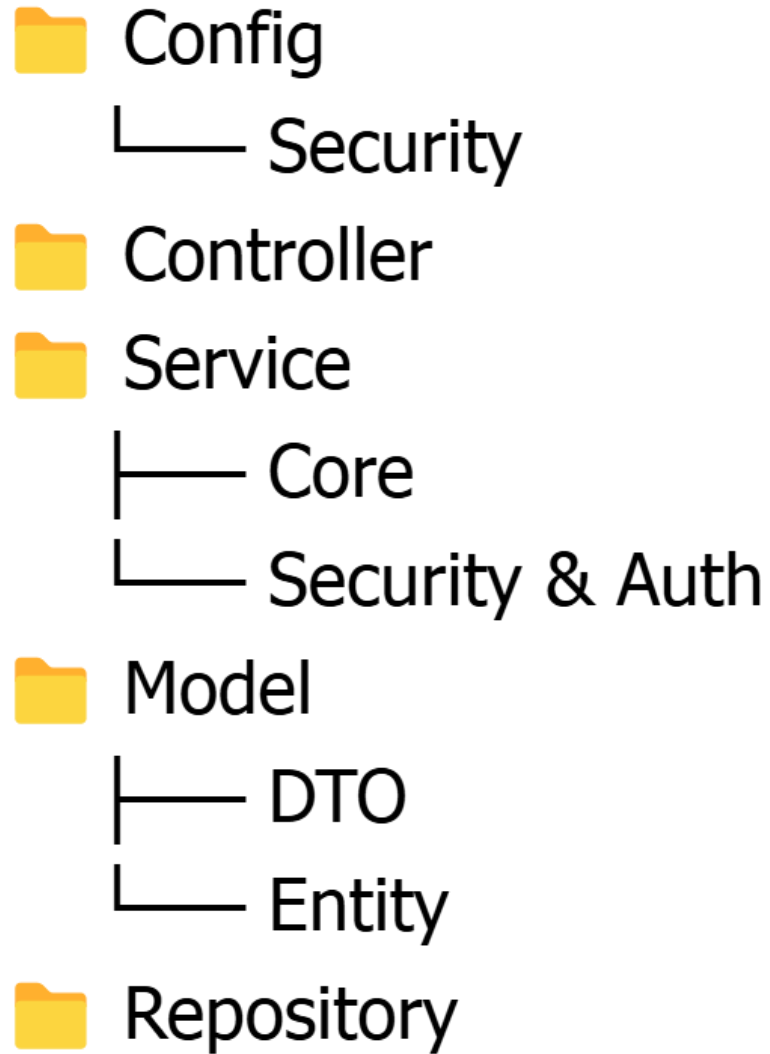 Config
Security
Controller
Service
Core
Security & Auth
Model
DTO
Entity
Repository